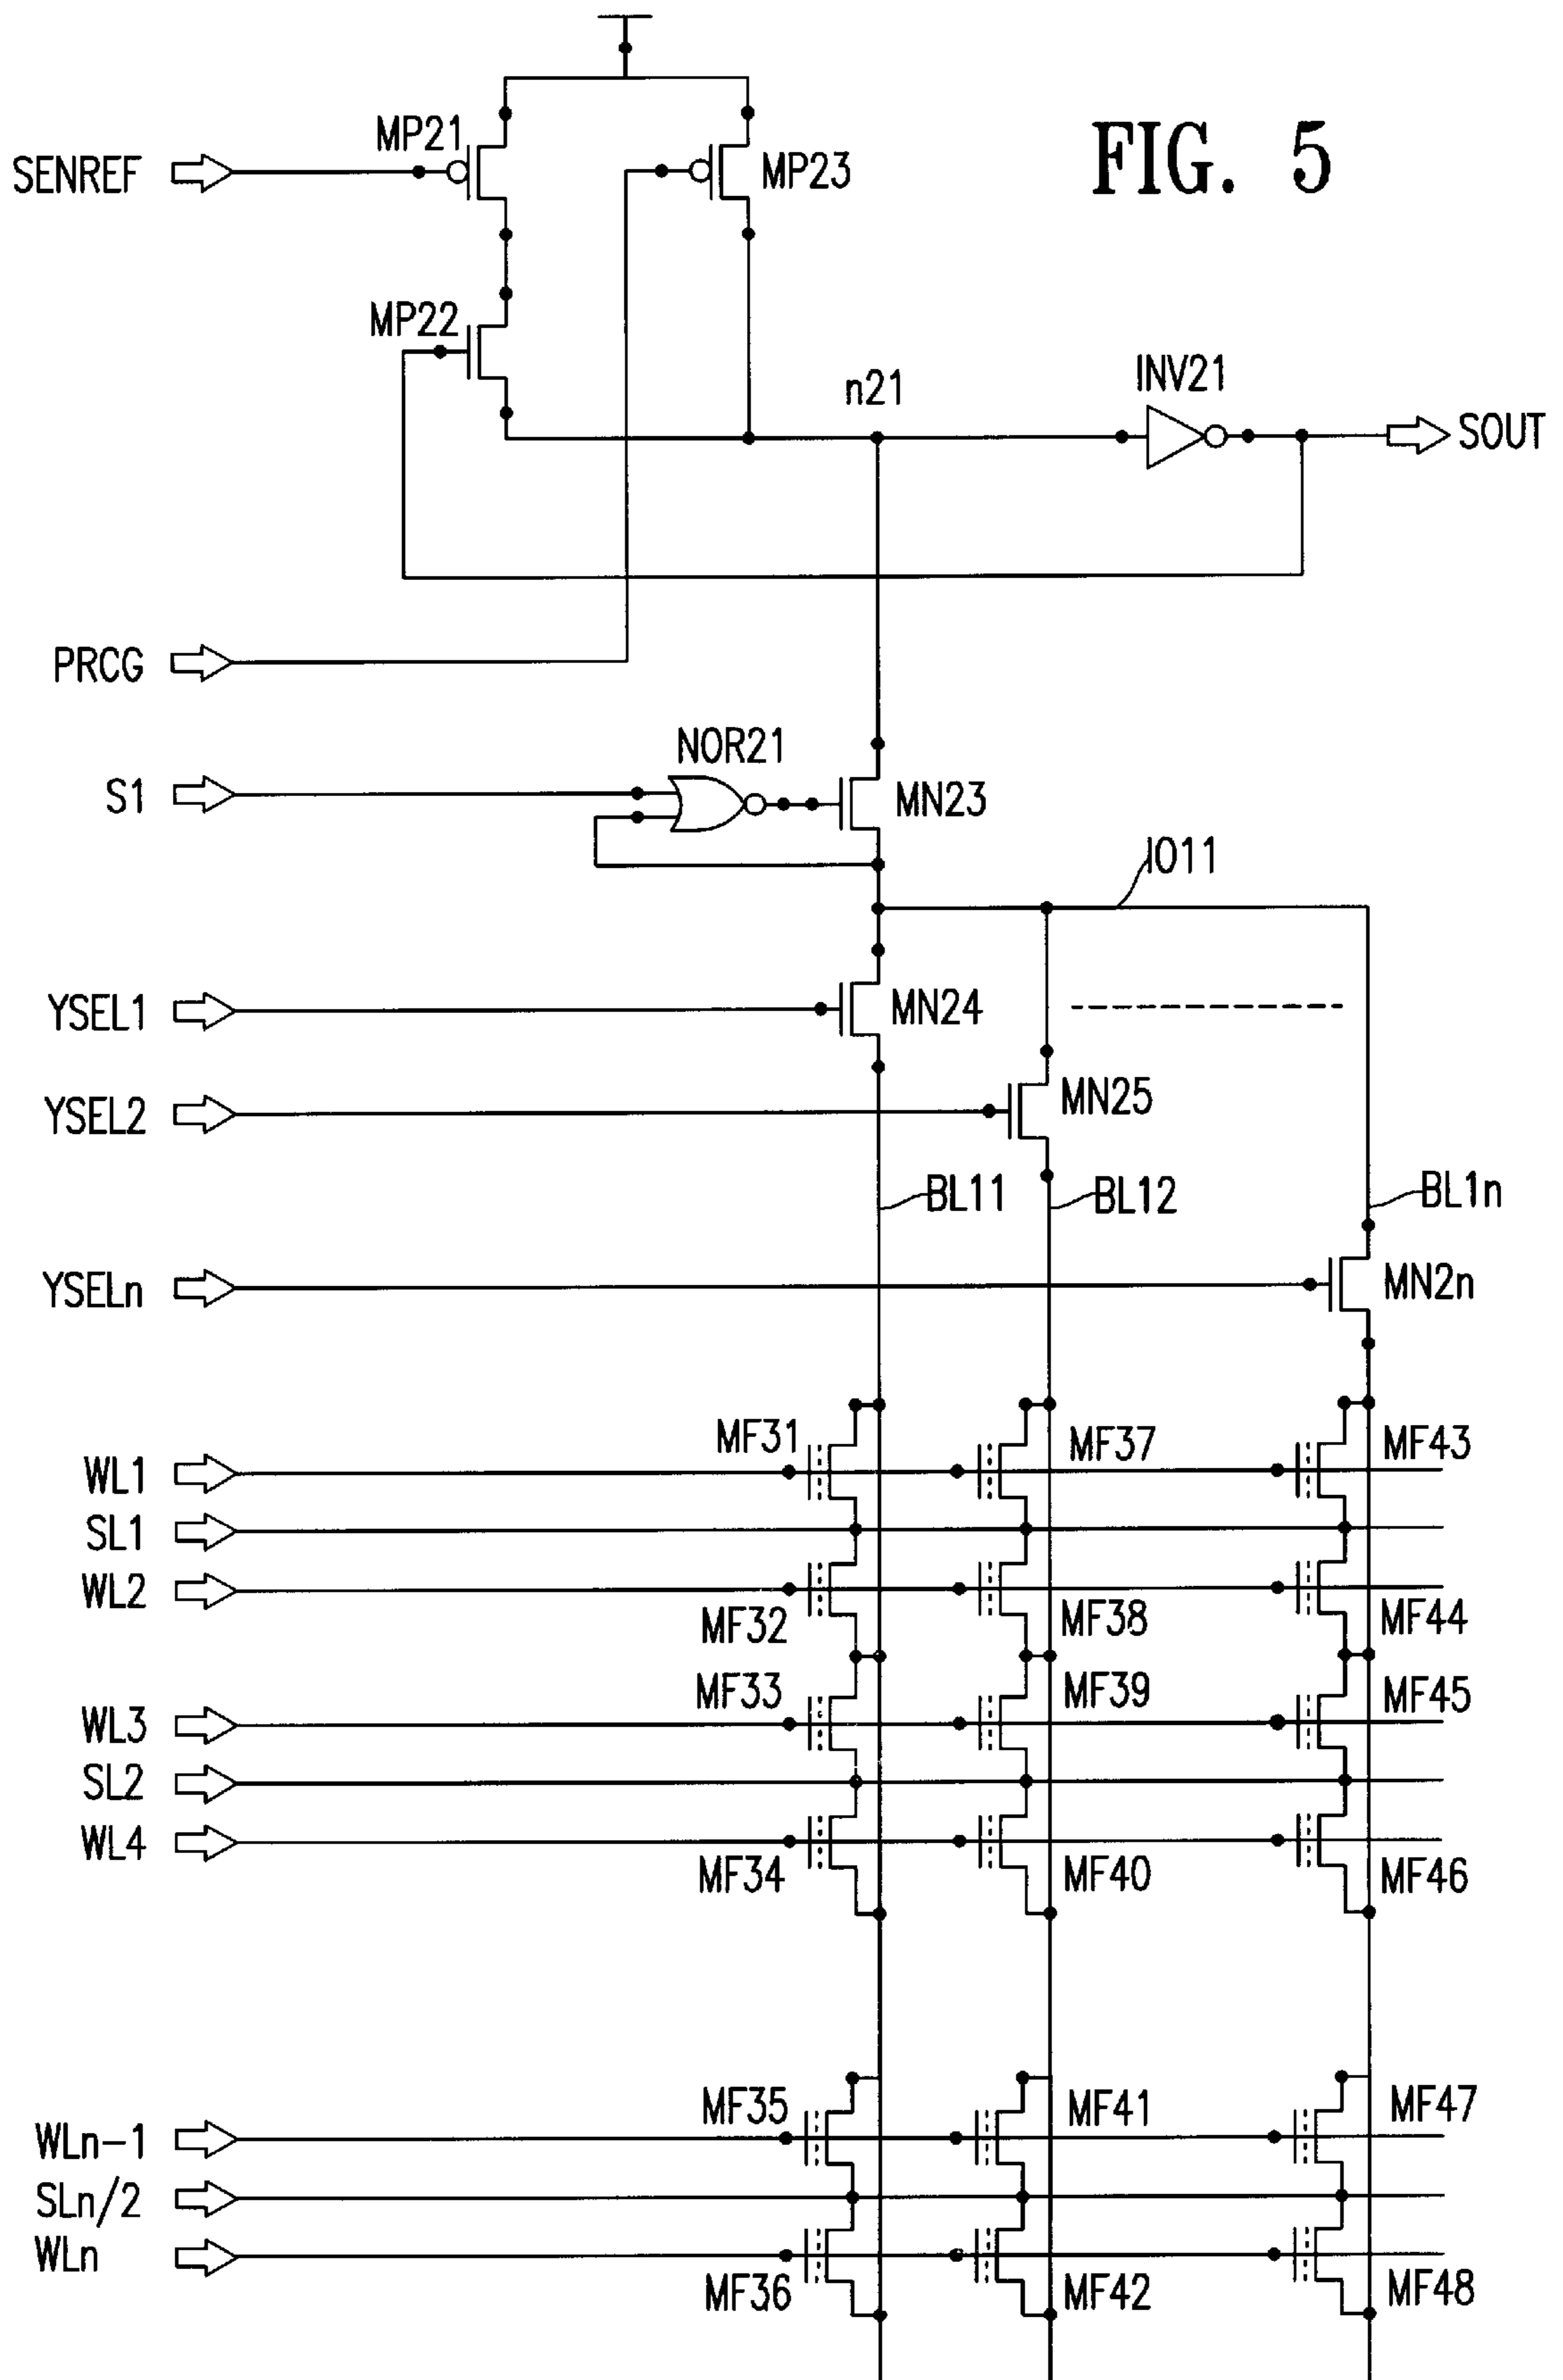 FIG. 5
MP21
SENREF
MP23
MP22
n21
INV21
SOUT
PRCG
NOR21
S1
MN23
IO11
YSEL1
MN24
YSEL2
MN25
BL11
BL12
BL1n
YSELn
MN2n
MF31
MF37
MF43
WL1
SL1
WL2
MF32
MF38
MF44
MF33
MF39
MF45
WL3
SL2
WL4
MF34
MF40
MF46
MF35
MF41
MF47
WLn-1
SLn/2
WLn
MF36
MF42
MF48